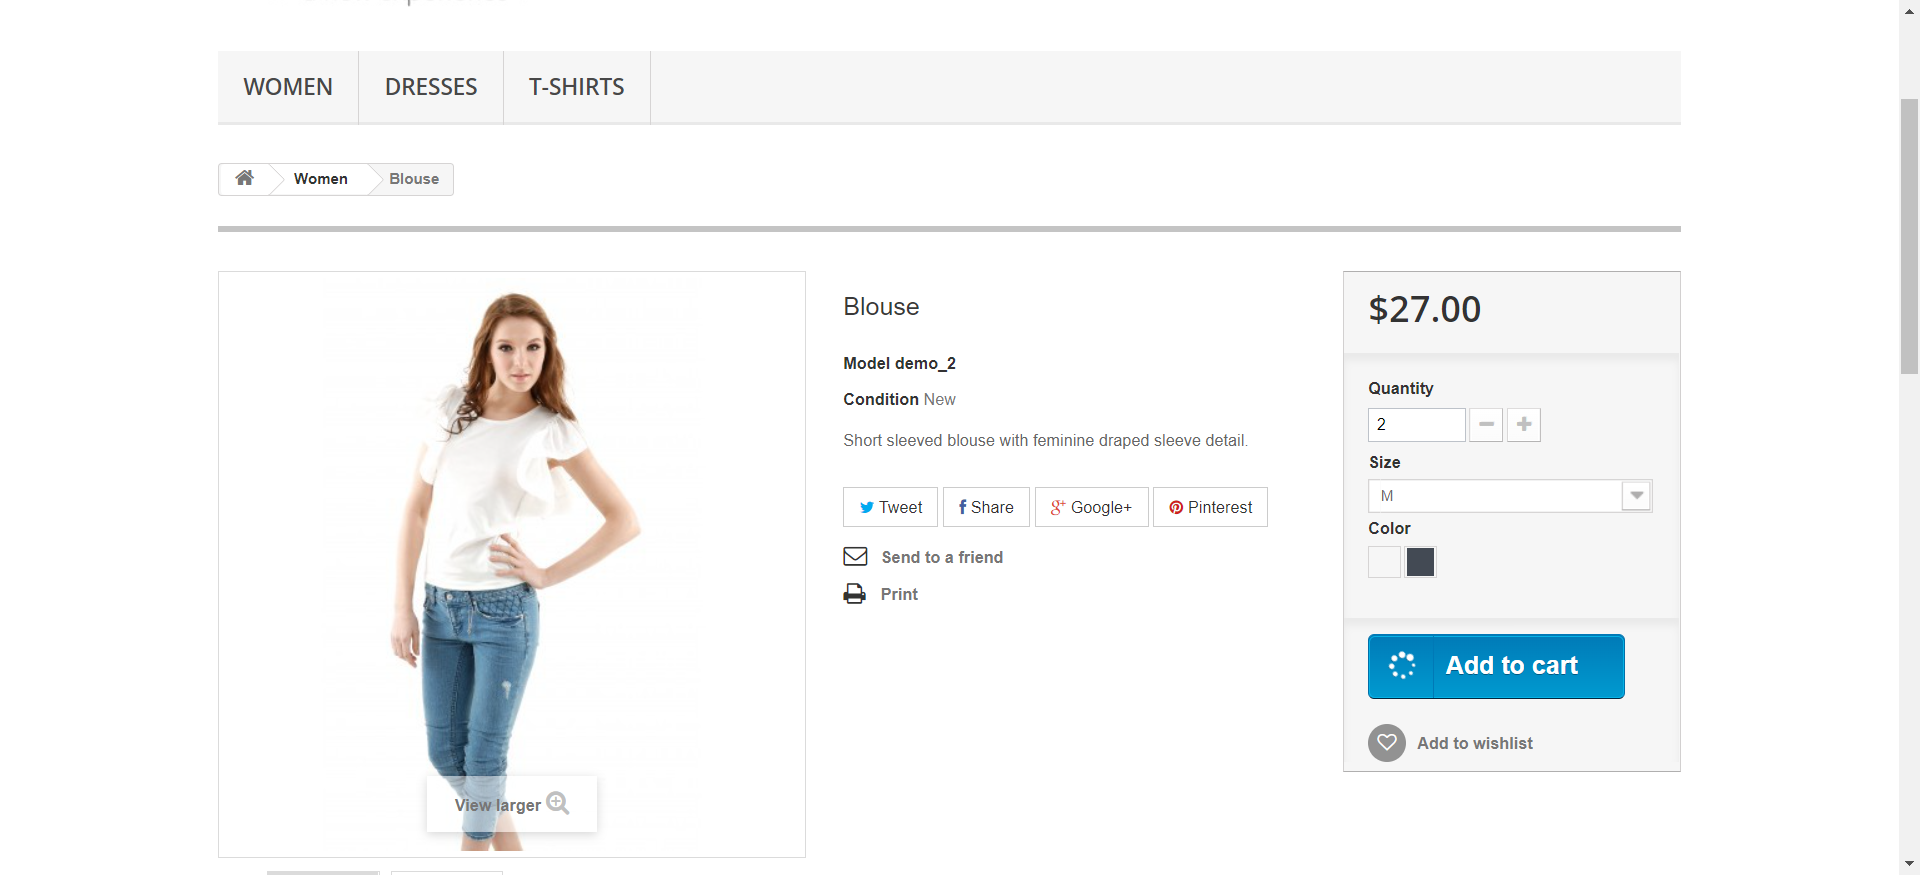 WOMEN
DRESSES
T-SHIRTS
Women
Blouse
Blouse
Model demo_2
Condition New
Short sleeved blouse with feminine draped sleeve detail.
Tweet
Share
Google+
Pinterest
Send to a friend
Print
View larger
$27.00
Quantity
2
Size
M
Color
Add to cart
Add to wishlist